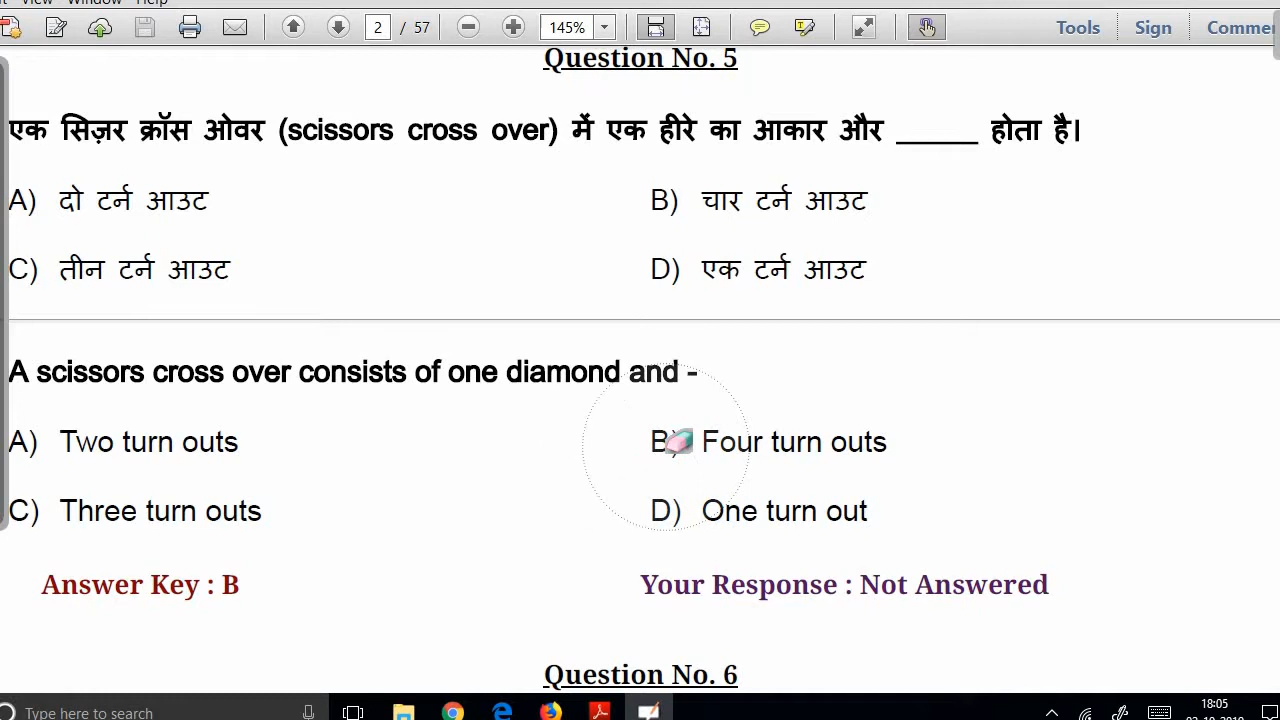 2 / 57 145% Tools Sign
Question No. 5
एक सिज़र क्रॉस ओवर (scissors cross over) में एक हीरे का आकार और ______ होता है।
A) दो टर्न आउट B) चार टर्न आउट
C) तीन टर्न आउट D) एक टर्न आउट
A scissors cross over consists of one diamond and -
A) Two turn outs B) Four turn outs
C) Three turn outs D) One turn out
Answer Key : B Your Response : Not Answered
Question No. 6
Type here to search 18:05